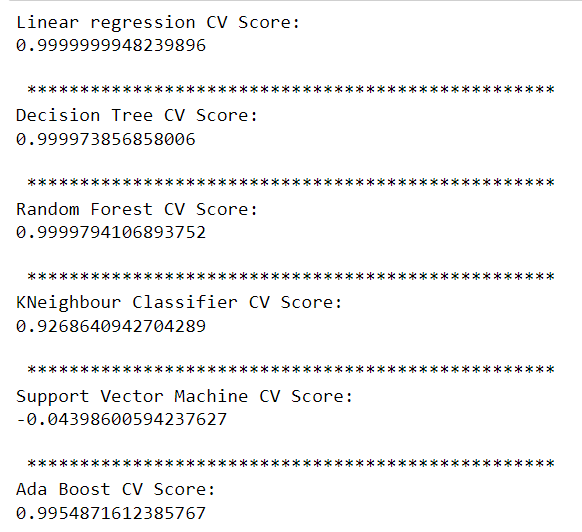 Linear regression CV Score:
0.9999999948239896
**************************************************
Decision Tree CV Score:
0.999973856858006
**************************************************
Random Forest CV Score:
0.9999794106893752
**************************************************
KNeighbour Classifier CV Score:
0.9268640942704289
**************************************************
Support Vector Machine CV Score:
-0.04398600594237627
**************************************************
Ada Boost CV Score:
0.9954871612385767